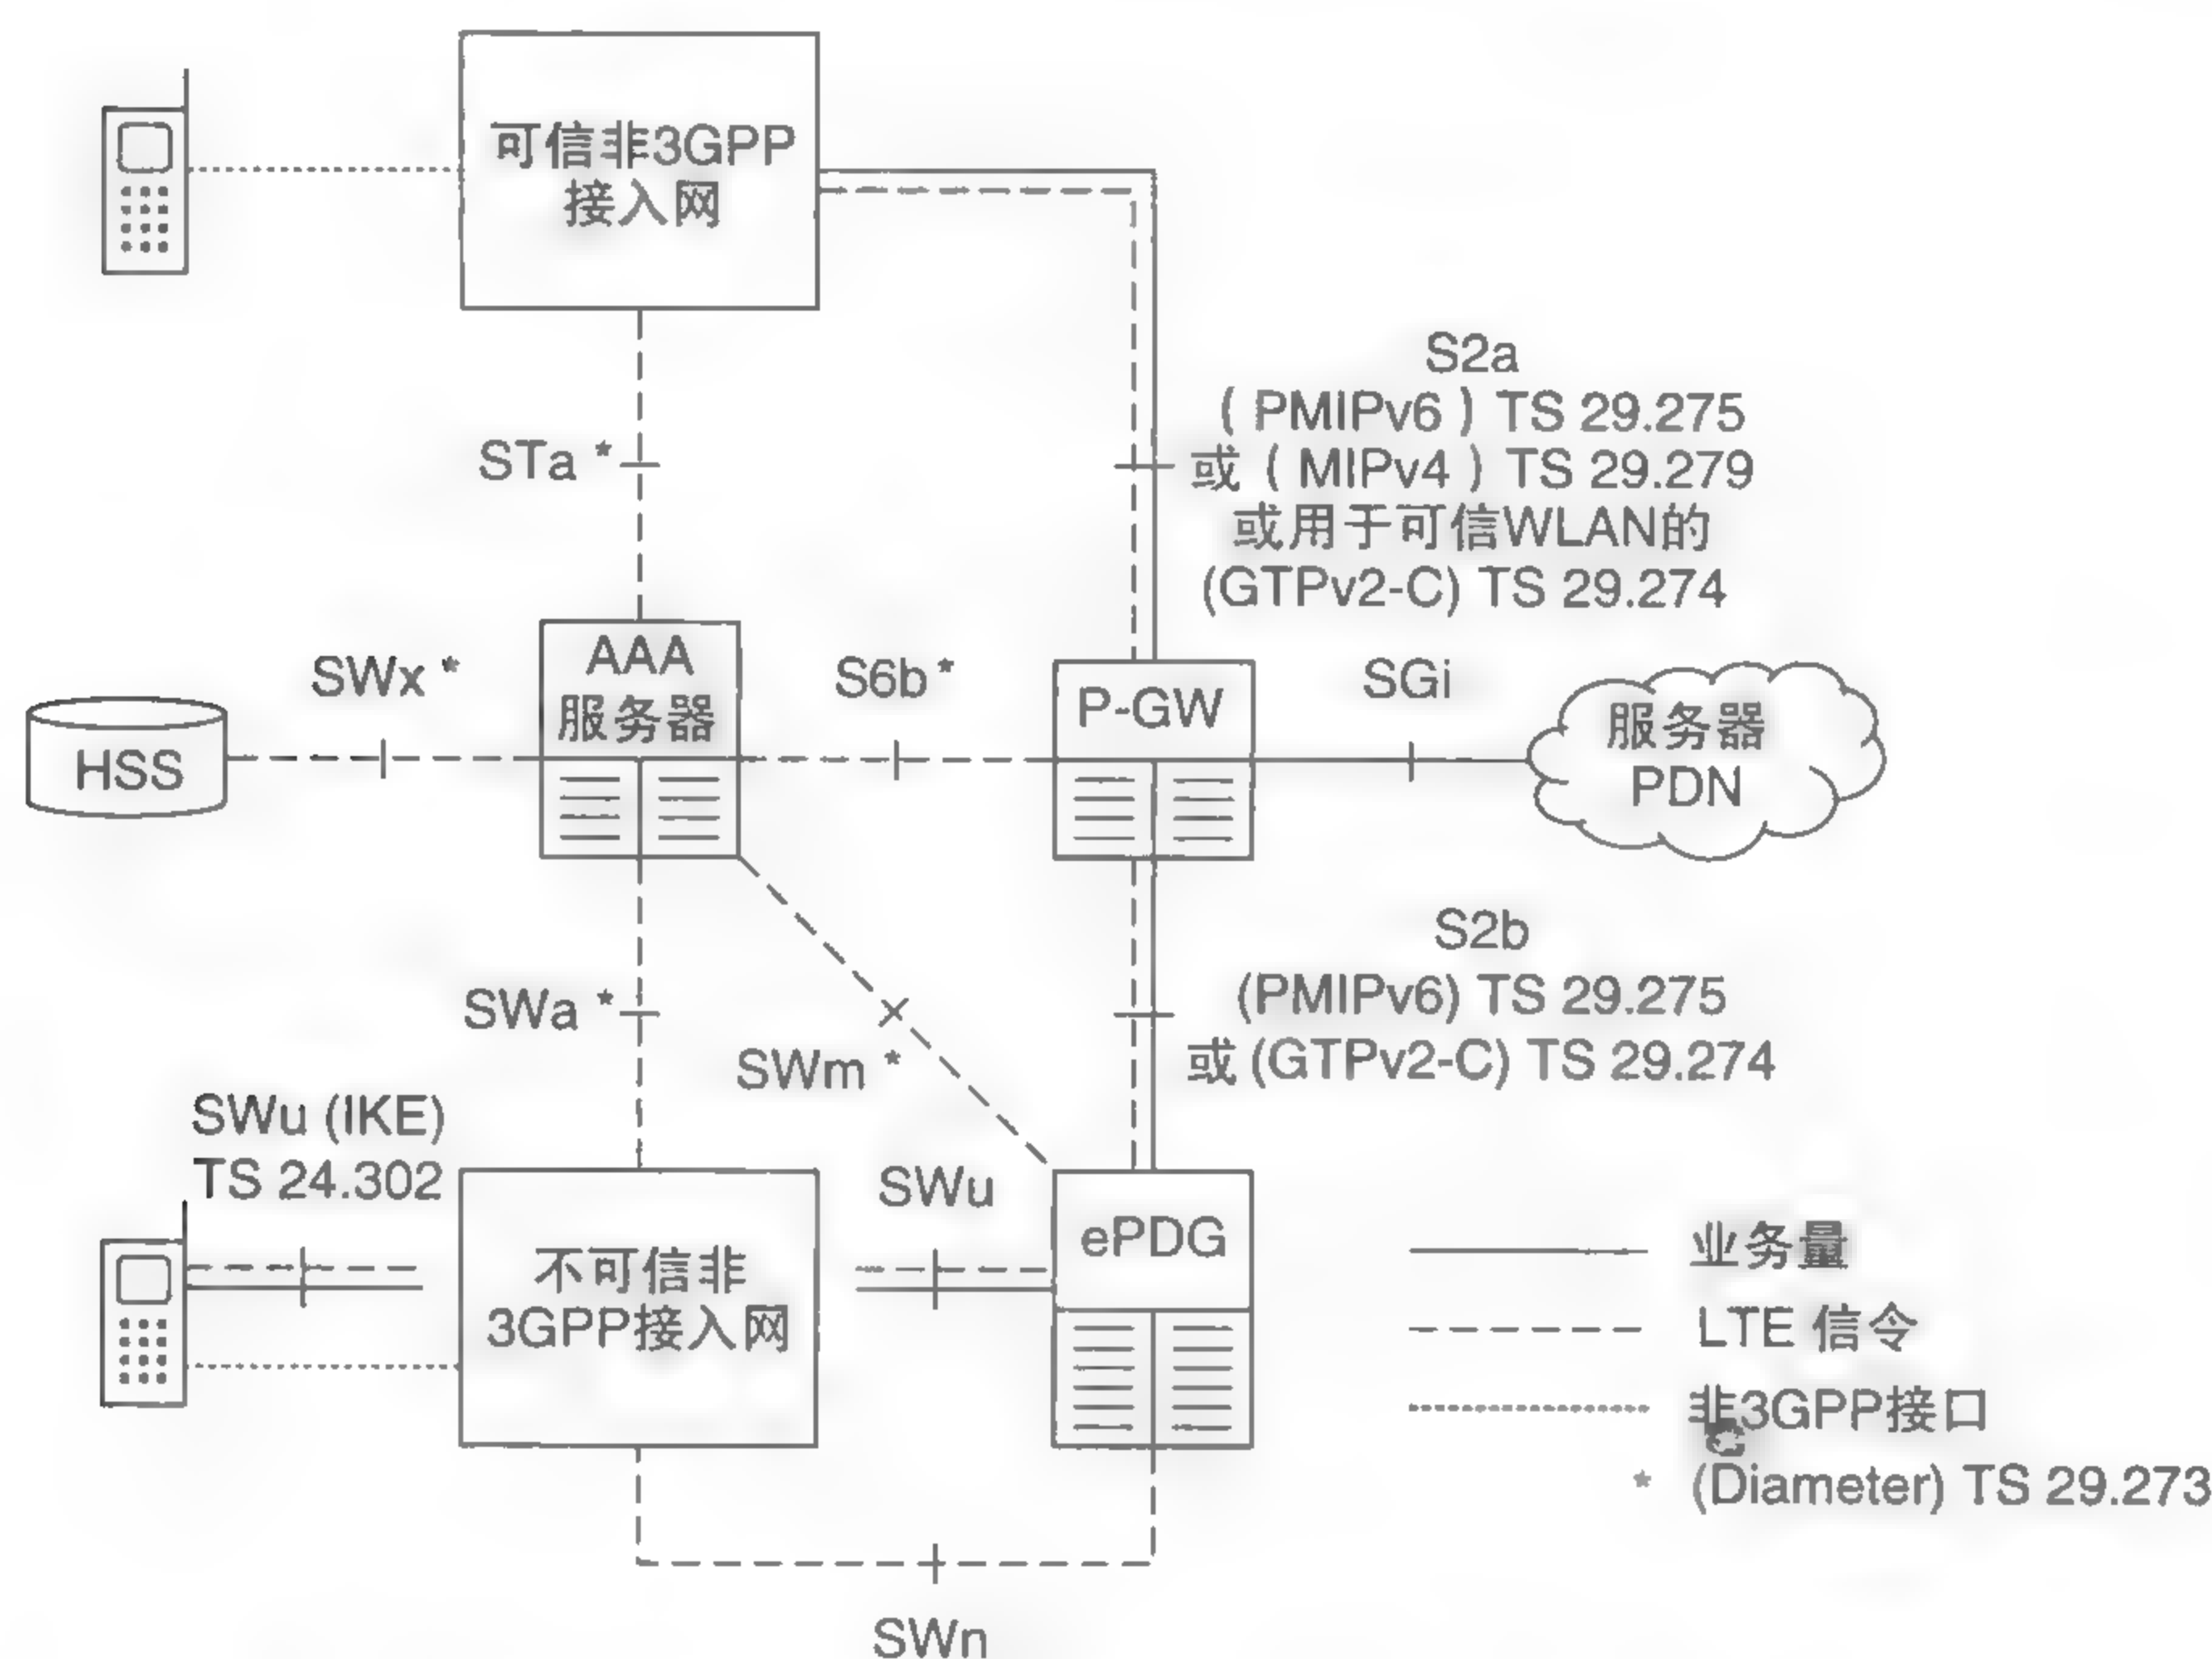 可信非3GPP
接入网
S2a
( PMIPv6 ) TS 29.275
或 ( MIPv4 ) TS 29.279
或用于可信WLAN的
(GTPv2-C) TS 29.274
STa *
SWx *
AAA
服务器
S6b *
P-GW
SGi
服务器
PDN
HSS
S2b
(PMIPv6) TS 29.275
或 (GTPv2-C) TS 29.274
SWa *
SWm *
SWu (IKE)
TS 24.302
SWu
ePDG
不可信非
3GPP接入网
业务量
LTE 信令
非3GPP接口
* (Diameter) TS 29.273
SWn